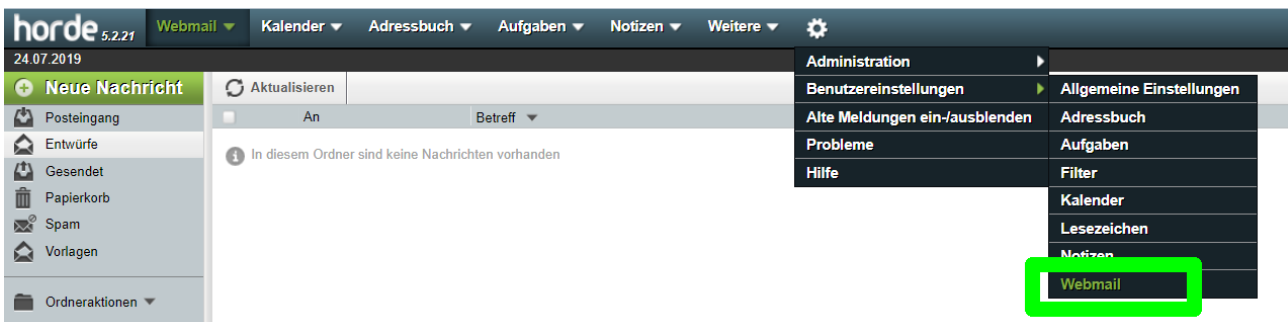 horde 5.2.21 Webmail Kalender Adressbuch Aufgaben Notizen Weitere
24.07.2019
Administration
Neue Nachricht
Aktualisieren
Benutzereinstellungen
Allgemeine Einstellungen
Posteingang
An
Betreff
Alte Meldungen ein-/ausblenden
Adressbuch
Entwürfe
In diesem Ordner sind keine Nachrichten vorhanden
Probleme
Aufgaben
Gesendet
Hilfe
Filter
Papierkorb
Kalender
Spam
Lesezeichen
Vorlagen
Notizen
Webmail
Ordneraktionen